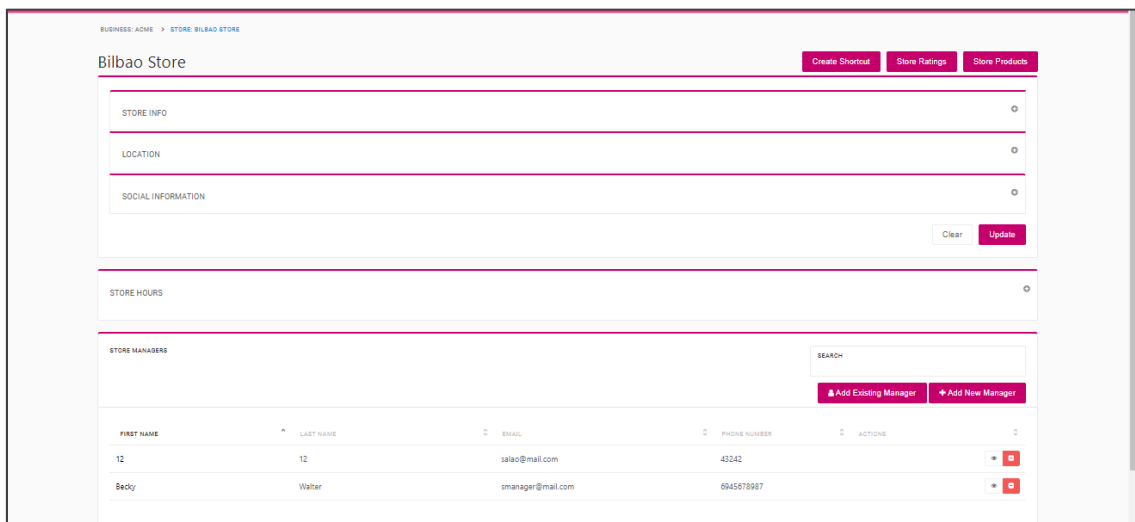 BUSINESS: ACME > STORE: BILBAO STORE
Bilbao Store
Create Shortcut Store Ratings Store Products
STORE INFO
LOCATION
SOCIAL INFORMATION
Clear Update
STORE HOURS
STORE MANAGERS
SEARCH
Add Existing Manager + Add New Manager
FIRST NAME LAST NAME EMAIL PHONE NUMBER ACTIONS
12 12 salao@mail.com 43242
Becky Walter smanager@mail.com 6945678987